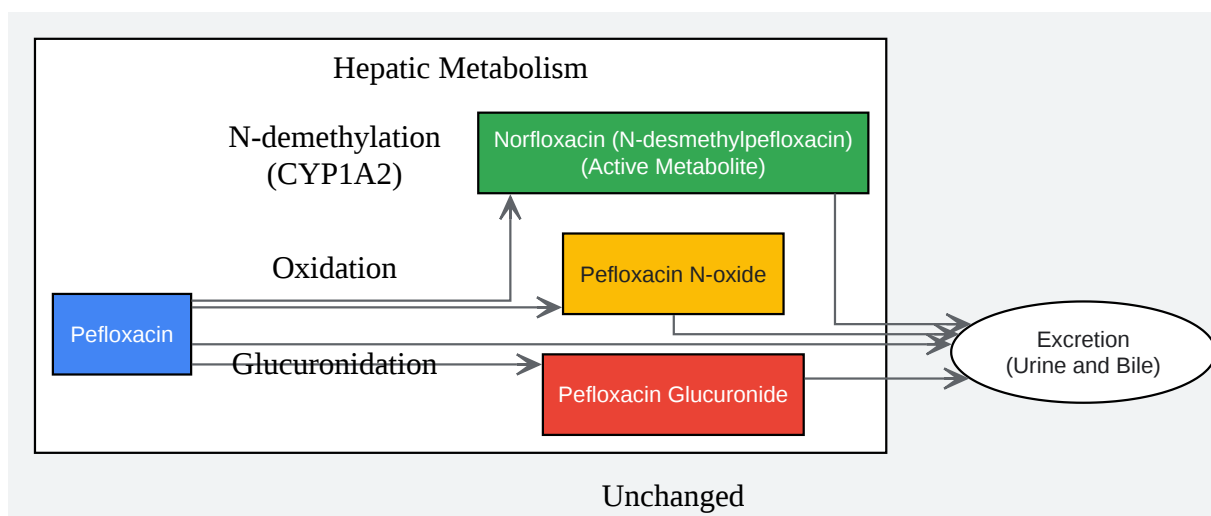 Hepatic Metabolism
N-demethylation
(CYP1A2)
Norfloxacin (N-desmethylpefloxacin)
(Active Metabolite)
Oxidation
Pefloxacin N-oxide
Pefloxacin
Excretion
(Urine and Bile)
Glucuronidation
Pefloxacin Glucuronide
Unchanged